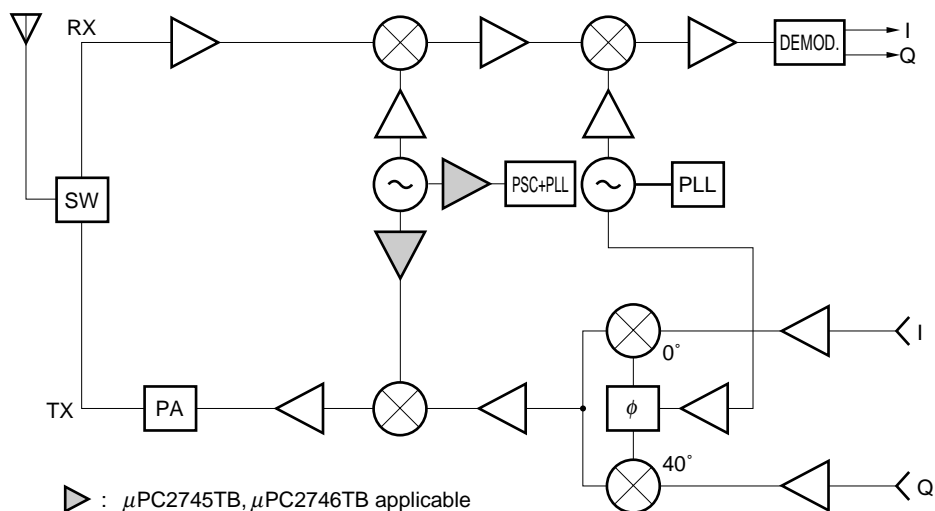 RX
DEMOD.
I
Q
SW
~
PSC+PLL
~
PLL
I
0°
TX
PA
ϕ
40°
Q
: μPC2745TB, μPC2746TB applicable